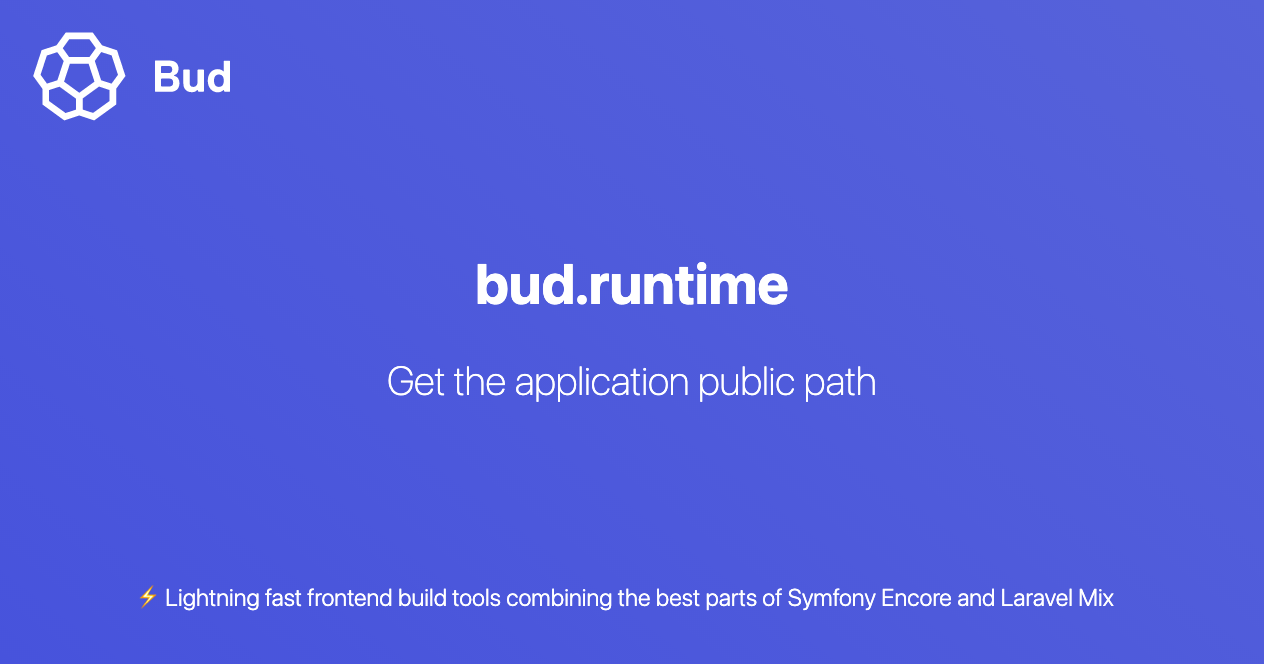 Bud
bud.runtime
Get the application public path
⚡ Lightning fast frontend build tools combining the best parts of Symfony Encore and Laravel Mix